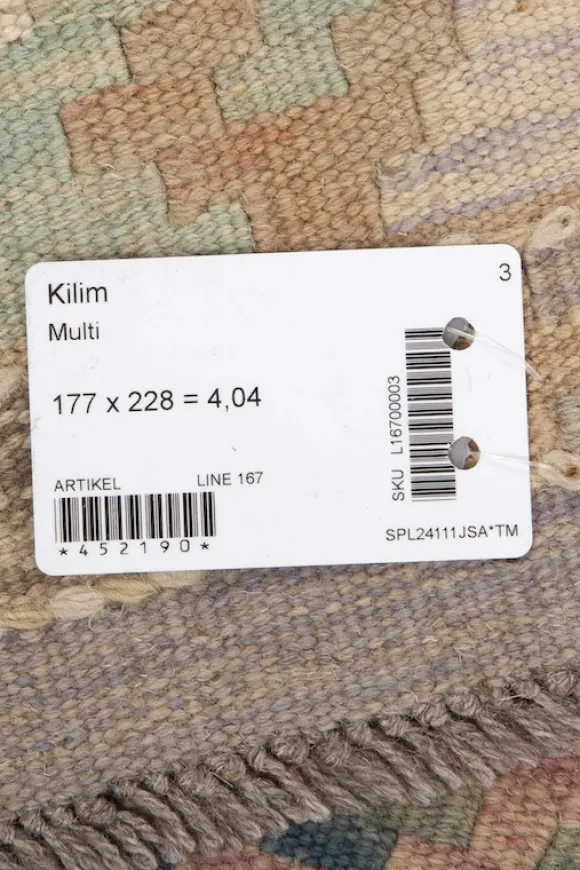 Kilim
3
Multi
177 x 228 = 4,04
SKU L16700003
ARTIKEL LINE 167
*452190*
SPL24111JSA*TM